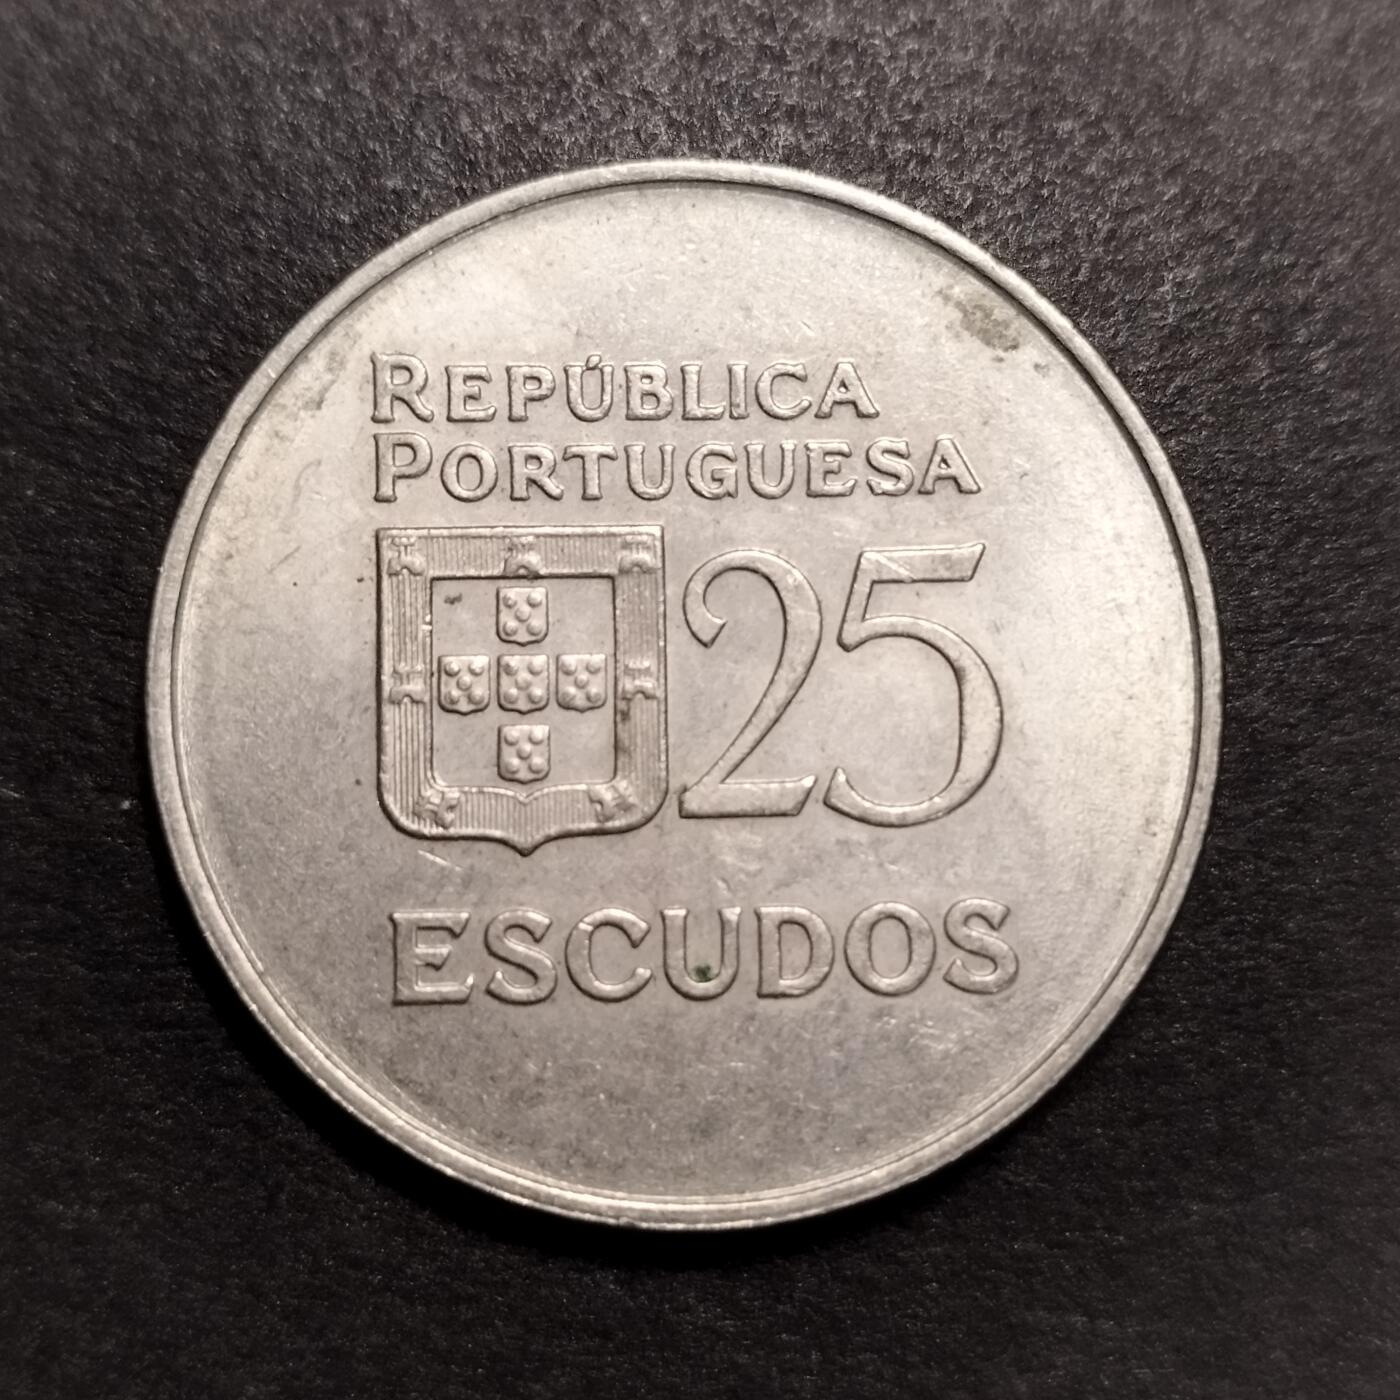 REPÚBLICA
PORTUGUESA
25
ESCUDOS